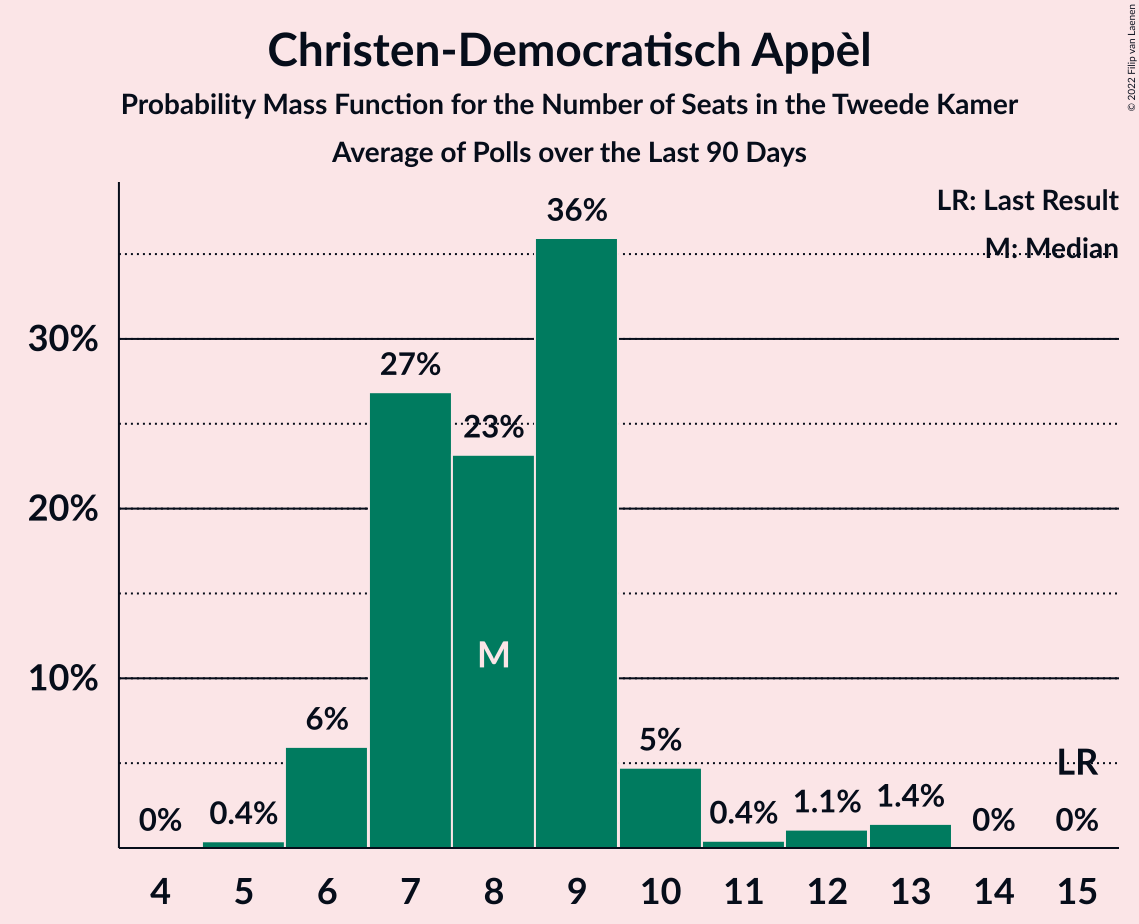 Christen-Democratisch Appèl
Probability Mass Function for the Number of Seats in the Tweede Kamer
Average of Polls over the Last 90 Days
© 2022 Filip van Laenen
LR: Last Result
M: Median
36%
30%
27%
23%
20%
M
10%
6%
5%
LR
0%
0.4%
0.4%
1.1%
1.4%
0%
0%
4 5 6 7 8 9 10 11 12 13 14 15